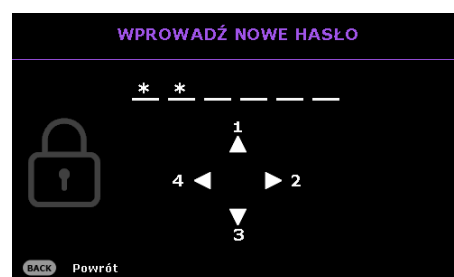 WPROWADŹ NOWE HASŁO
* * _ _ _ _
1
4 2
3
BACK Powrót